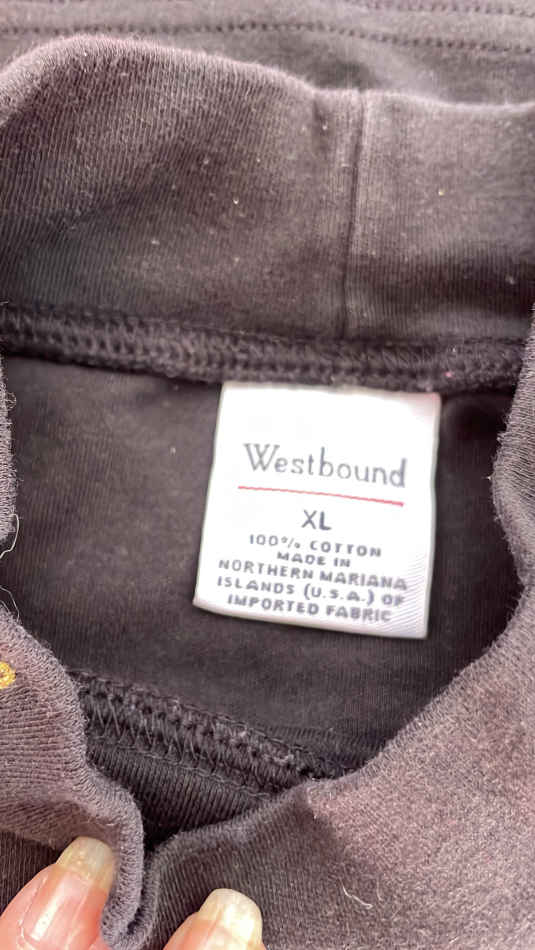 Westbound
XL
100% COTTON
MADE IN
NORTHERN MARIANA
ISLANDS (U.S.A.) OF
IMPORTED FABRIC